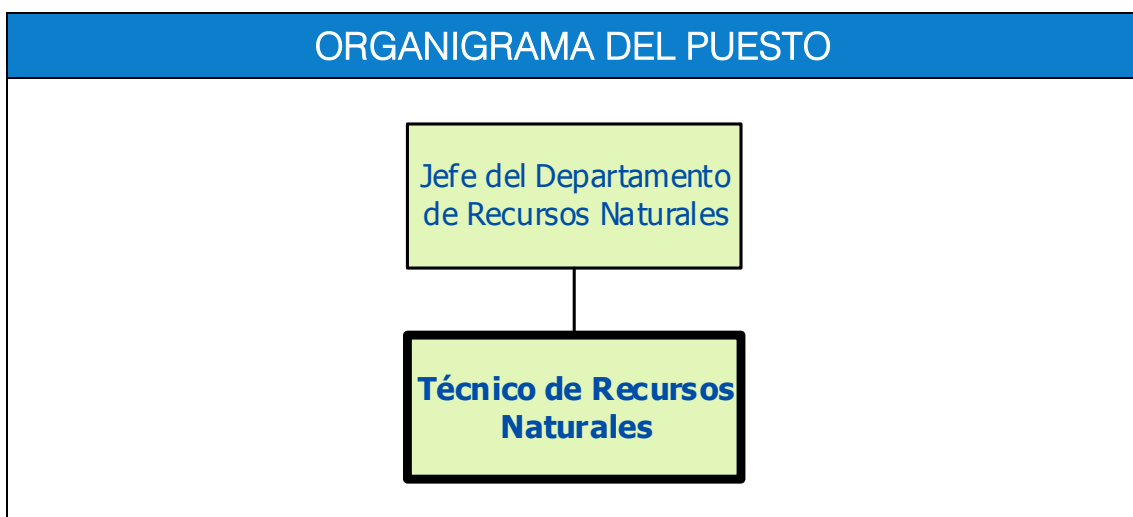 ORGANIGRAMA DEL PUESTO
Jefe del Departamento
de Recursos Naturales
Técnico de Recursos
Naturales